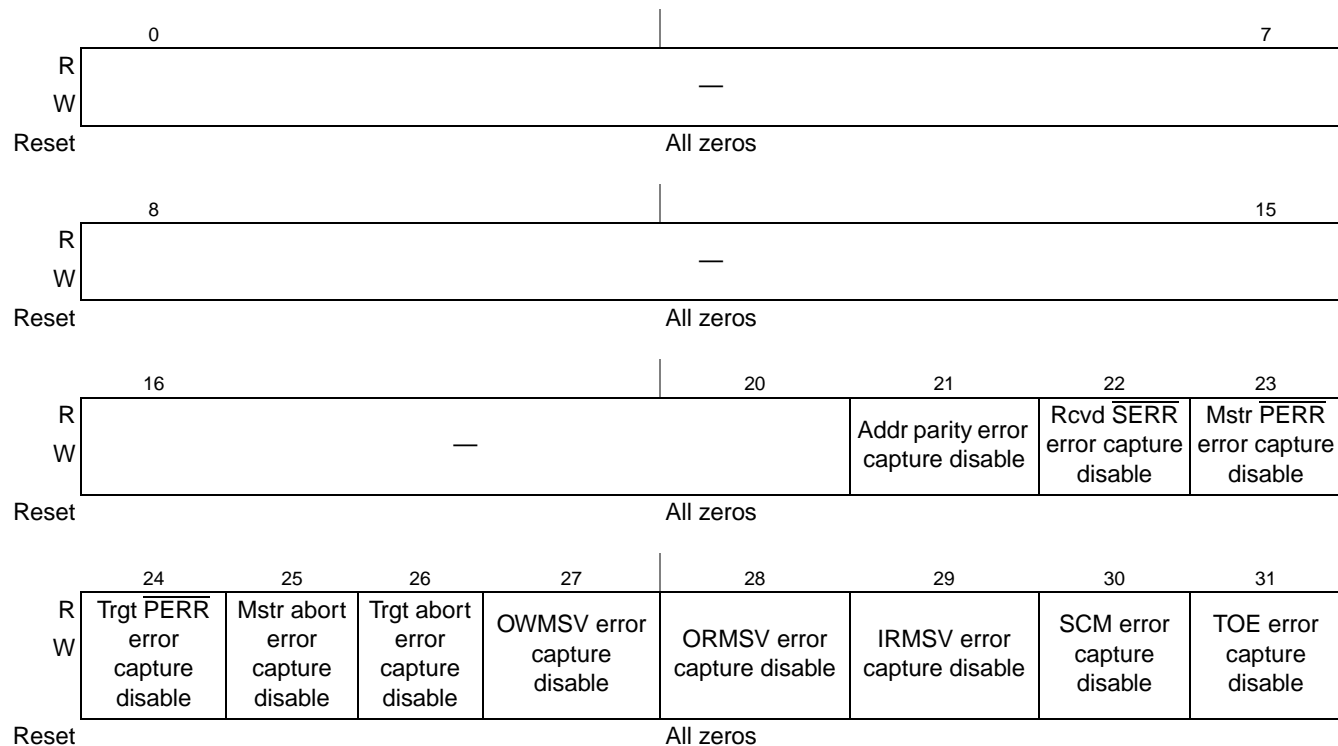 0 7
R
—
W
Reset All zeros
8 15
R
—
W
Reset All zeros
16 20 21 22 23
R
W
—
Addr parity error
capture disable
Rcvd SERR
error capture
disable
Mstr PERR
error capture
disable
Reset All zeros
24 25 26 27 28 29 30 31
R
W
Trgt PERR
error
capture
disable
Mstr abort
error
capture
disable
Trgt abort
error
capture
disable
OWMSV error
capture
disable
ORMSV error
capture disable
IRMSV error
capture disable
SCM error
capture
disable
TOE error
capture
disable
Reset All zeros